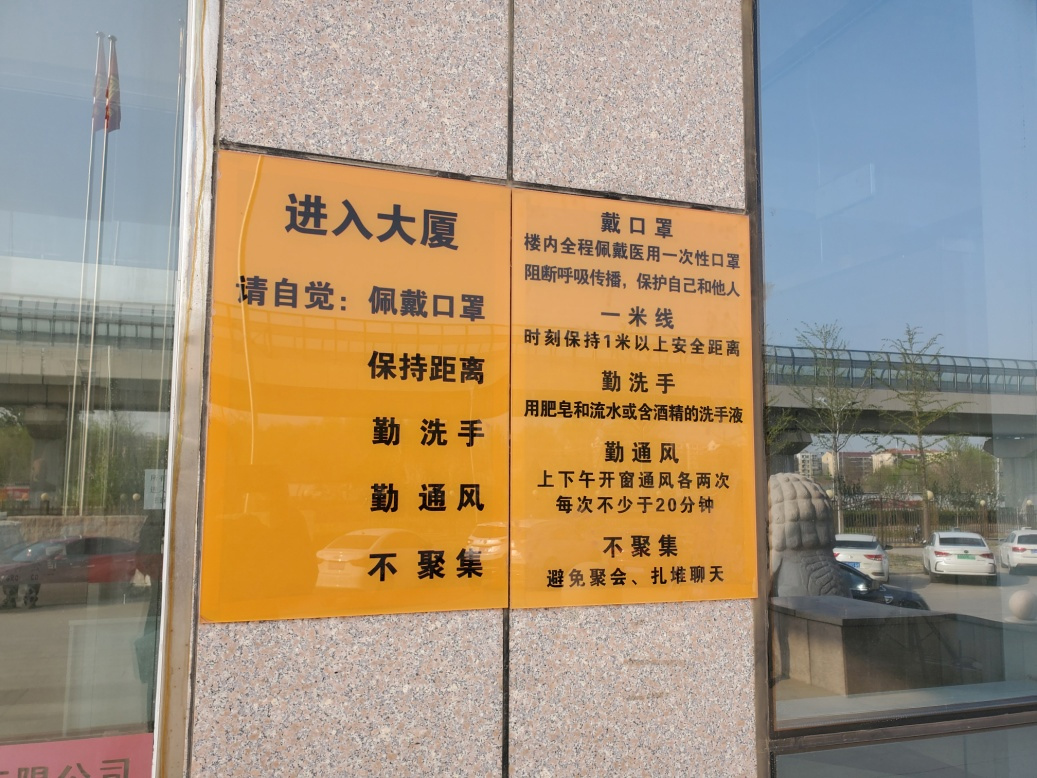 进入大厦
请自觉：佩戴口罩
保持距离
勤洗手
勤通风
不聚集
戴口罩
楼内全程佩戴医用一次性口罩
阻断呼吸传播，保护自己和他人
一米线
时刻保持1米以上安全距离
勤洗手
用肥皂和流水或含酒精的洗手液
勤通风
上下午开窗通风各两次
每次不少于20分钟
不聚集
避免聚会、扎堆聊天
限公司